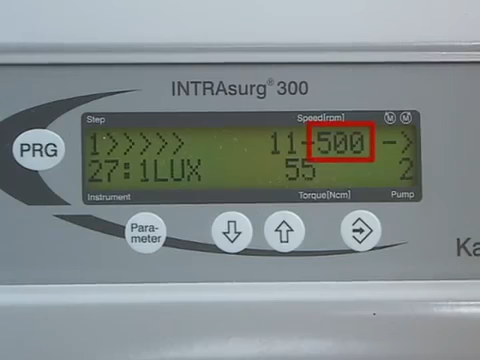 INTRAsurg® 300
Step Speed[rpm] M M
1>>>>> 11-500 ->
27:1LUX 55 2
Instrument Torque[Ncm] Pump
PRG
Para-
meter
Ka